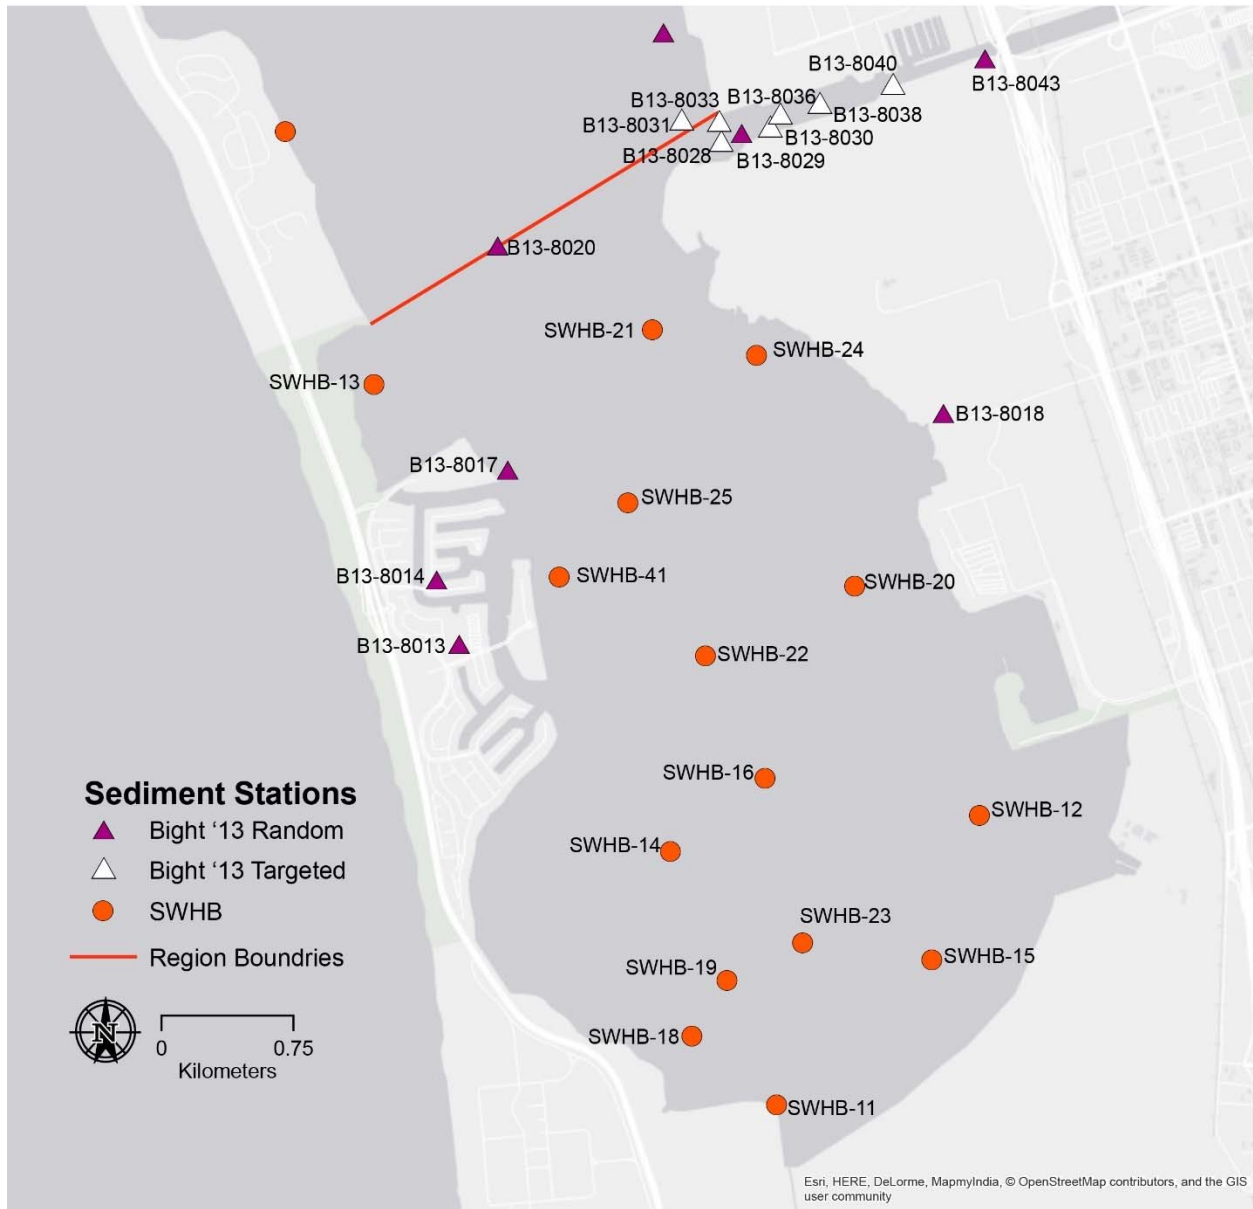 B13-8040
B13-8043
B13-8033
B13-8036
B13-8031
B13-8038
B13-8030
B13-8028
B13-8029
B13-8020
SWHB-21
SWHB-24
SWHB-13
B13-8018
B13-8017
SWHB-25
B13-8014
SWHB-41
SWHB-20
B13-8013
SWHB-22
SWHB-16
SWHB-12
SWHB-14
SWHB-23
SWHB-15
SWHB-19
SWHB-18
SWHB-11
Sediment Stations
Bight ‘13 Random
Bight ‘13 Targeted
SWHB
Region Boundries
N
0 0.75
Kilometers
Esri, HERE, DeLorme, MapmyIndia, © OpenStreetMap contributors, and the GIS
user community